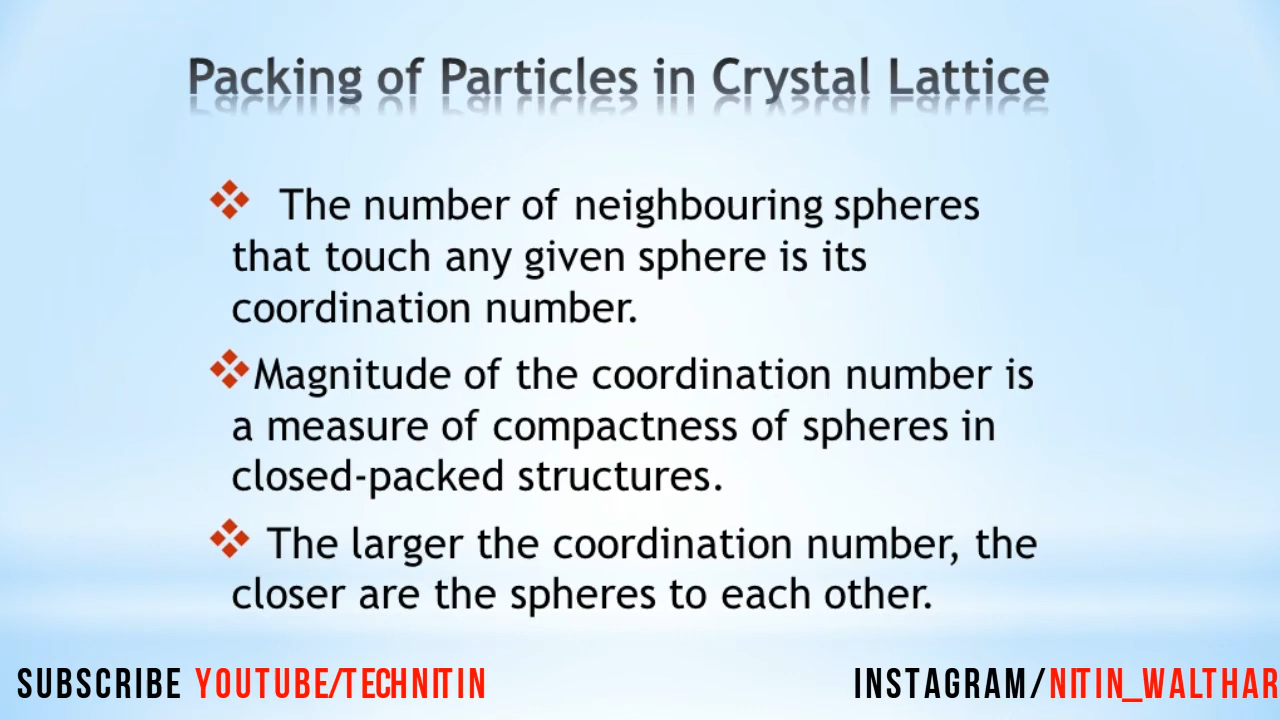 Packing of Particles in Crystal Lattice
The number of neighbouring spheres
that touch any given sphere is its
coordination number.
Magnitude of the coordination number is
a measure of compactness of spheres in
closed-packed structures.
The larger the coordination number, the
closer are the spheres to each other.
SUBSCRIBE YOUTUBE/TECHNITIN
INSTAGRAM/NITIN_WALTHAR